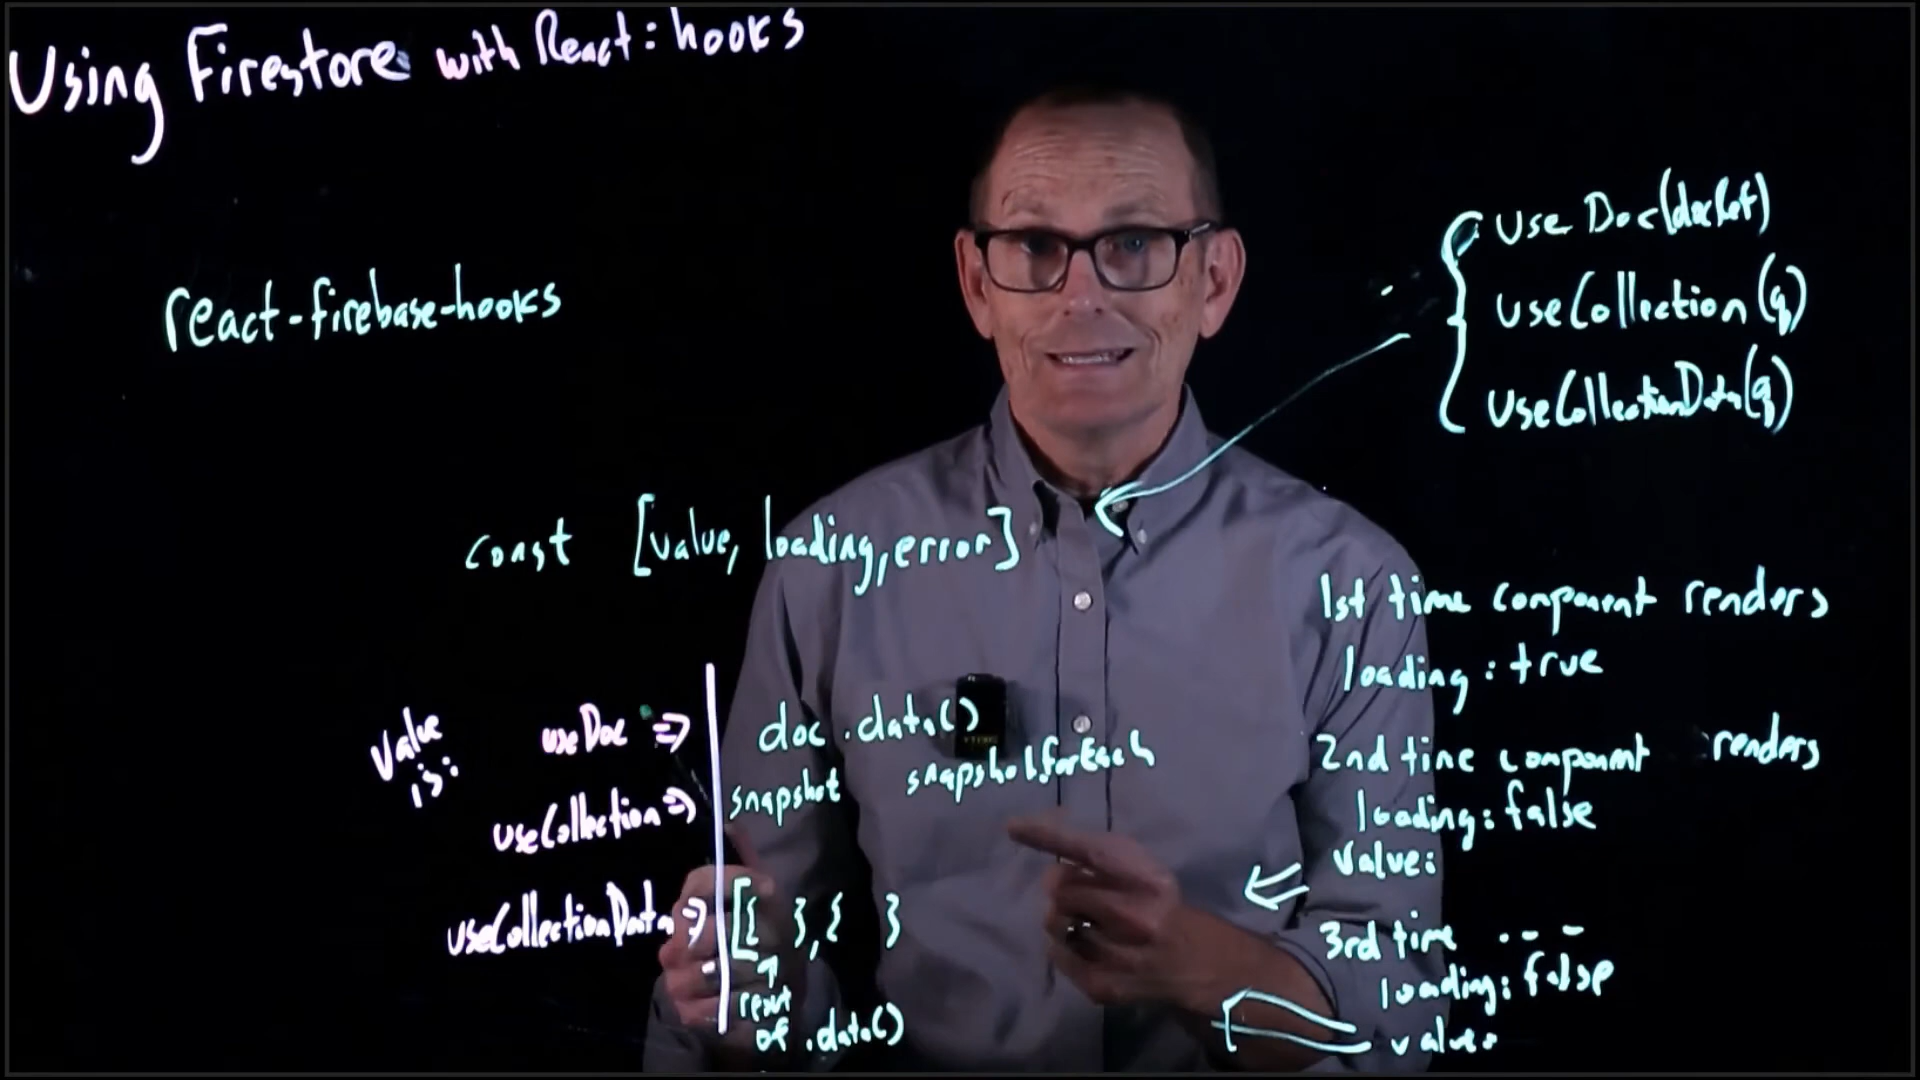 Using Firestore with React: hooks
react-firebase-hooks
useDoc(docRef)
useCollection(q)
useCollectionData(q)
const [value, loading, error]
value is:
useDoc => doc.data()
useCollection => snapshot snapshot.forEach
useCollectionData => [{ },{ }
↑
result of .data()
1st time component renders
loading: true
2nd time component renders
loading: false
value:
3rd time . - -
loading: false
value: